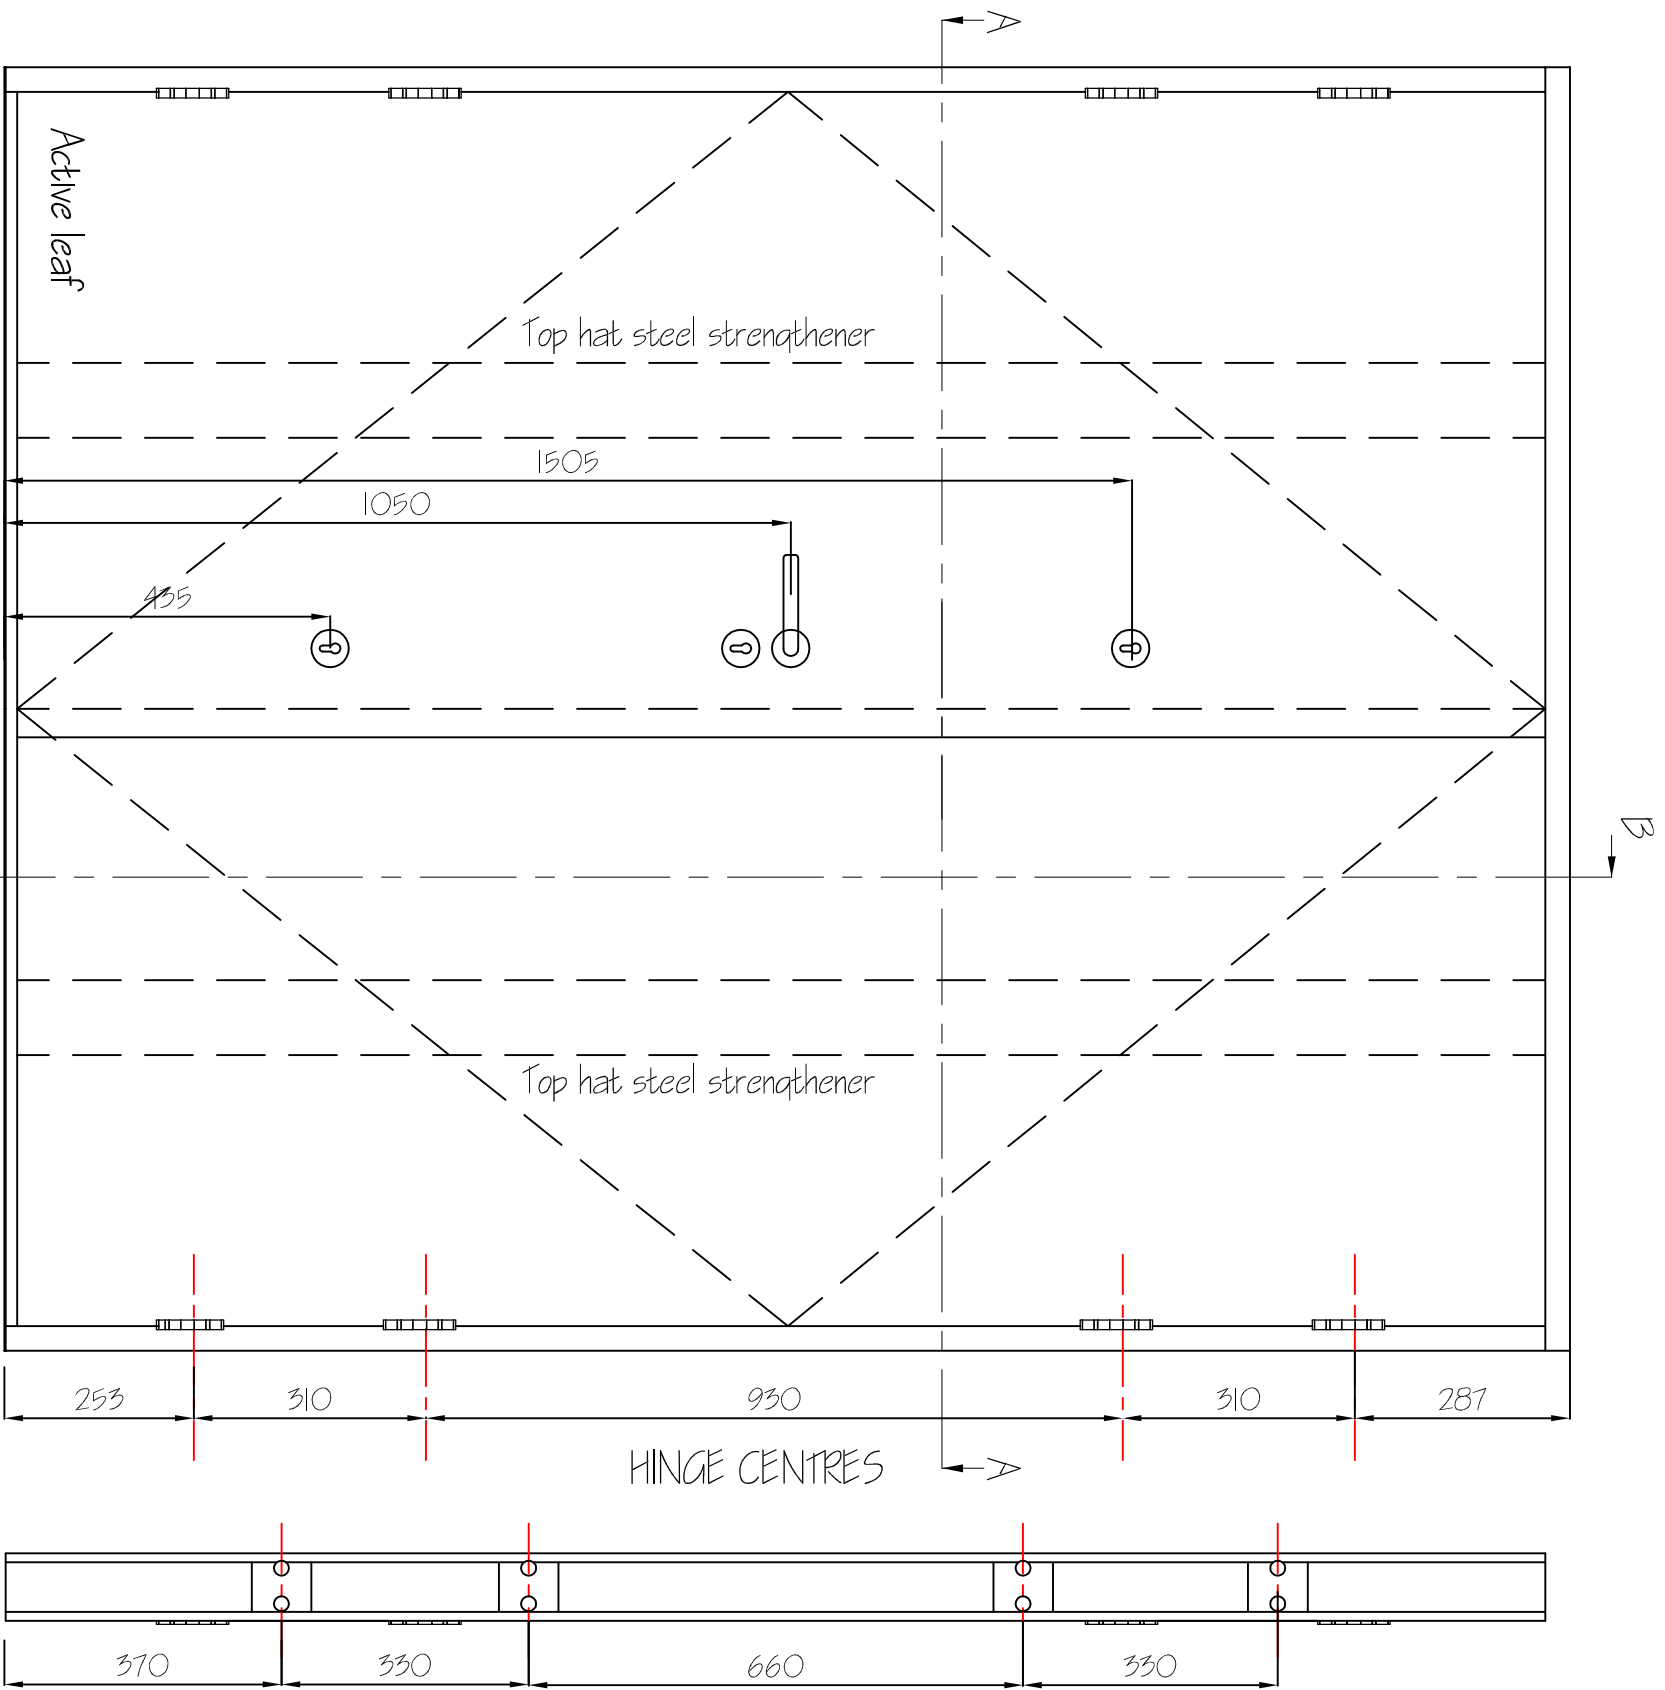 A
Active leaf
Top hat steel strengthener
1505
1050
435
B
Top hat steel strengthener
253
310
930
310
287
HINGE CENTRES
A
370
330
660
330